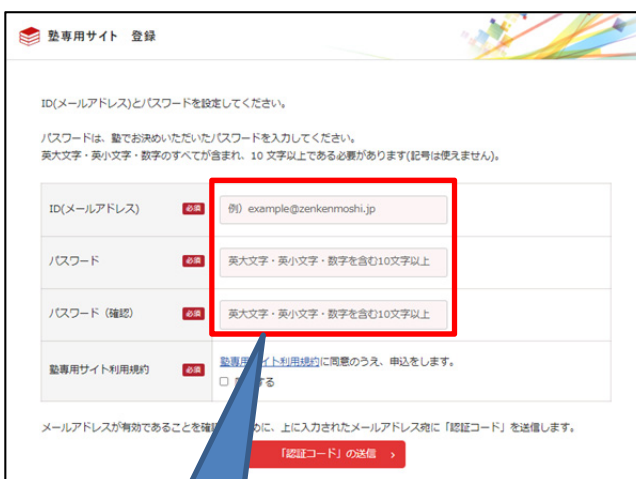 塾専用サイト 登録
ID(メールアドレス)とパスワードを設定してください。
パスワードは、塾でお決めいただいたパスワードを入力してください。
英大文字・英小文字・数字のすべてが含まれ、10 文字以上である必要があります(記号は使えません)。
ID(メールアドレス) 必須 例）example@zenkenmoshi.jp
パスワード 必須 英大文字・英小文字・数字を含む10文字以上
パスワード（確認） 必須 英大文字・英小文字・数字を含む10文字以上
塾専用サイト利用規約 必須 塾専用サイト利用規約に同意のうえ、申込をします。
する
メールアドレスが有効であることを確 めに、上に入力されたメールアドレス宛に「認証コード」を送信します。
「認証コード」の送信 ›